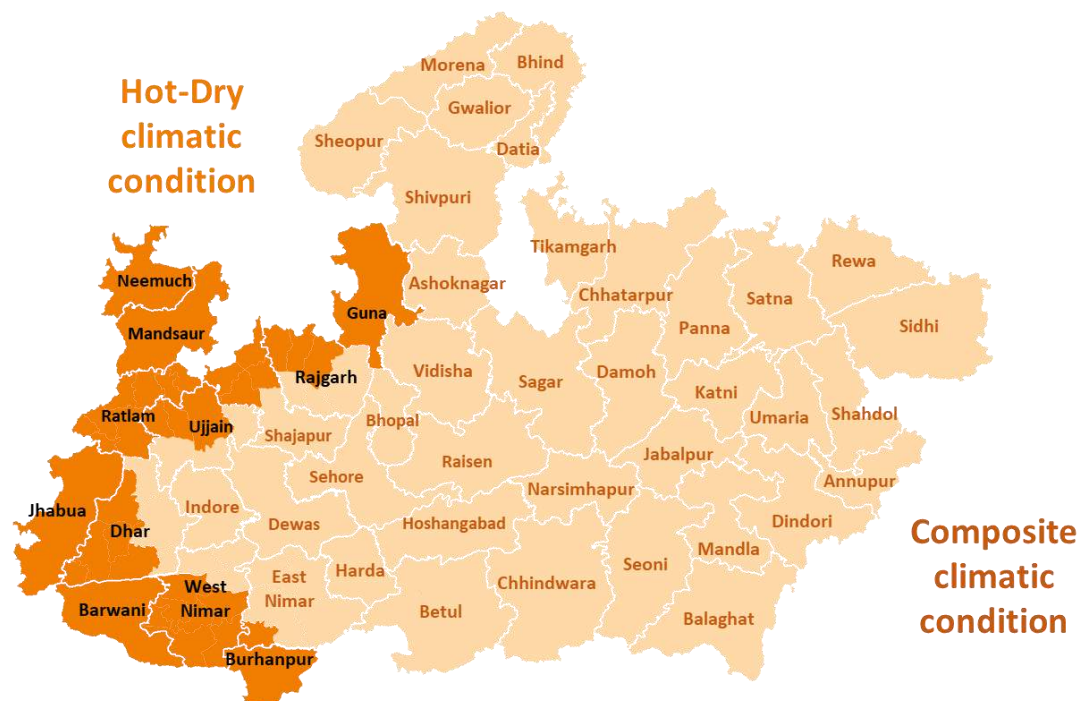 Hot-Dry
climatic
condition
Morena
Bhind
Gwalior
Sheopur
Datia
Shivpuri
Tikamgarh
Rewa
Neemuch
Ashoknagar
Chhatarpur
Satna
Guna
Mandsaur
Panna
Sidhi
Rajgarh
Vidisha
Sagar
Damoh
Katni
Ratlam
Ujjain
Bhopal
Umaria
Shahdol
Shajapur
Jabalpur
Raisen
Sehore
Narsimhapur
Annupur
Jhabua
Indore
Dewas
Hoshangabad
Dindori
Dhar
Mandla
Seoni
Harda
Chhindwara
East
Nimar
West
Nimar
Barwani
Betul
Balaghat
Burhanpur
Composite
climatic
condition